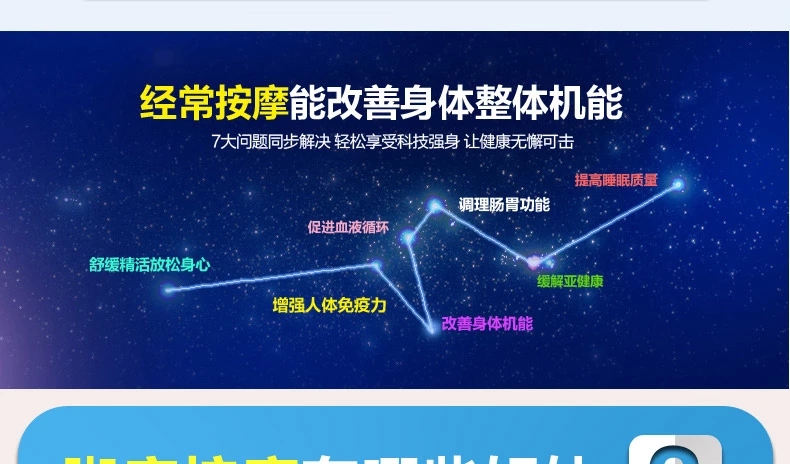 经常按摩能改善身体整体机能
7大问题同步解决 轻松享受科技强身 让健康无懈可击
提高睡眠质量
调理肠胃功能
促进血液循环
舒缓精活放松身心
缓解亚健康
增强人体免疫力
改善身体机能